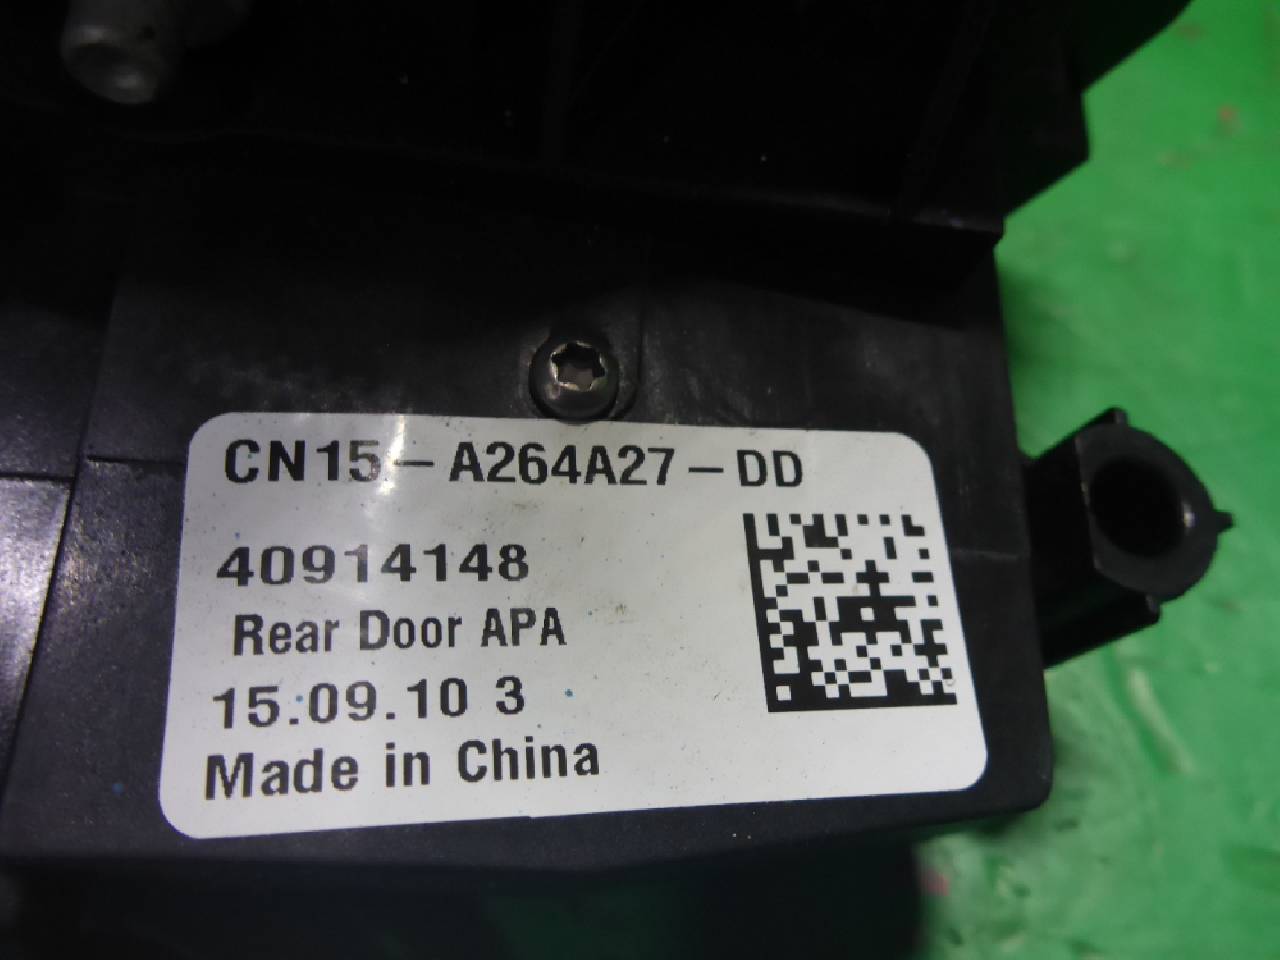 CN15-A264A27-DD
40914148
Rear Door APA
15.09.10 3
Made in China